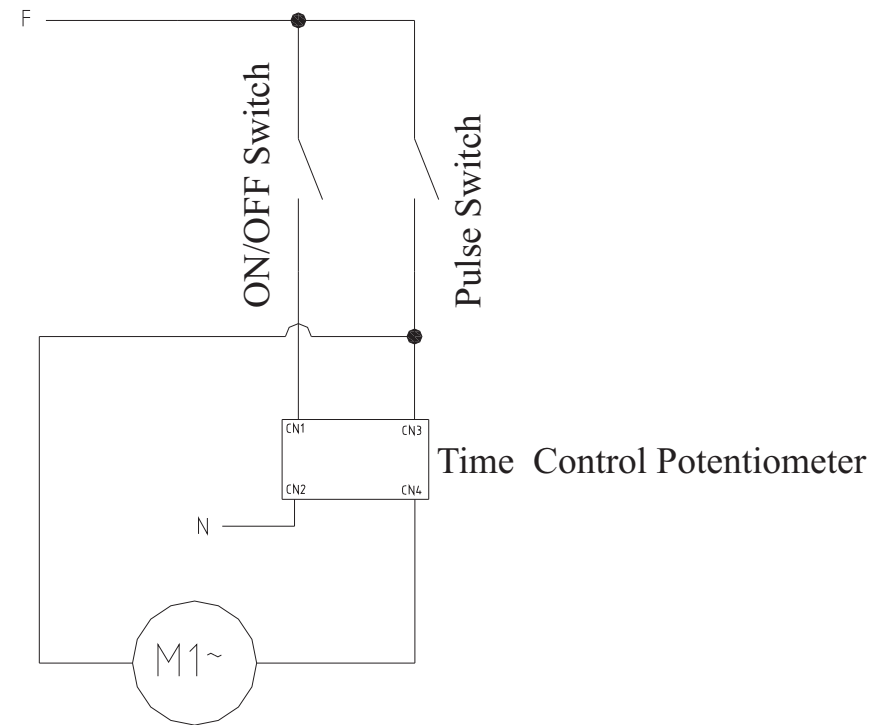 F
ON/OFF Switch
Pulse Switch
CN1
CN3
Time Control Potentiometer
CN2
CN4
N
M1~